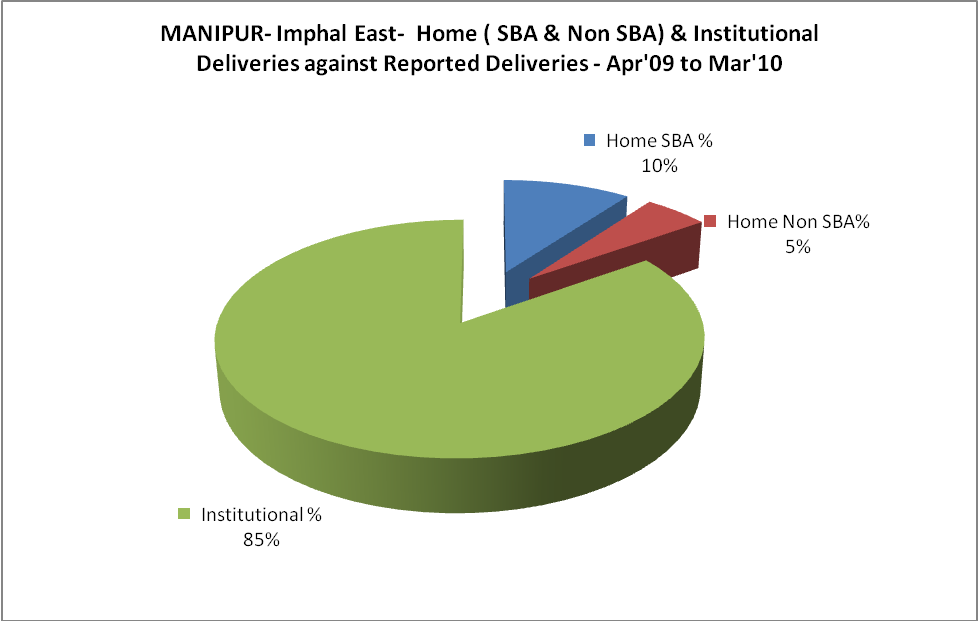 MANIPUR- Imphal East-  Home ( SBA & Non SBA) & Institutional
Deliveries against Reported Deliveries - Apr'09 to Mar'10
Home SBA %
10%
Home Non SBA%
5%
Institutional %
85%